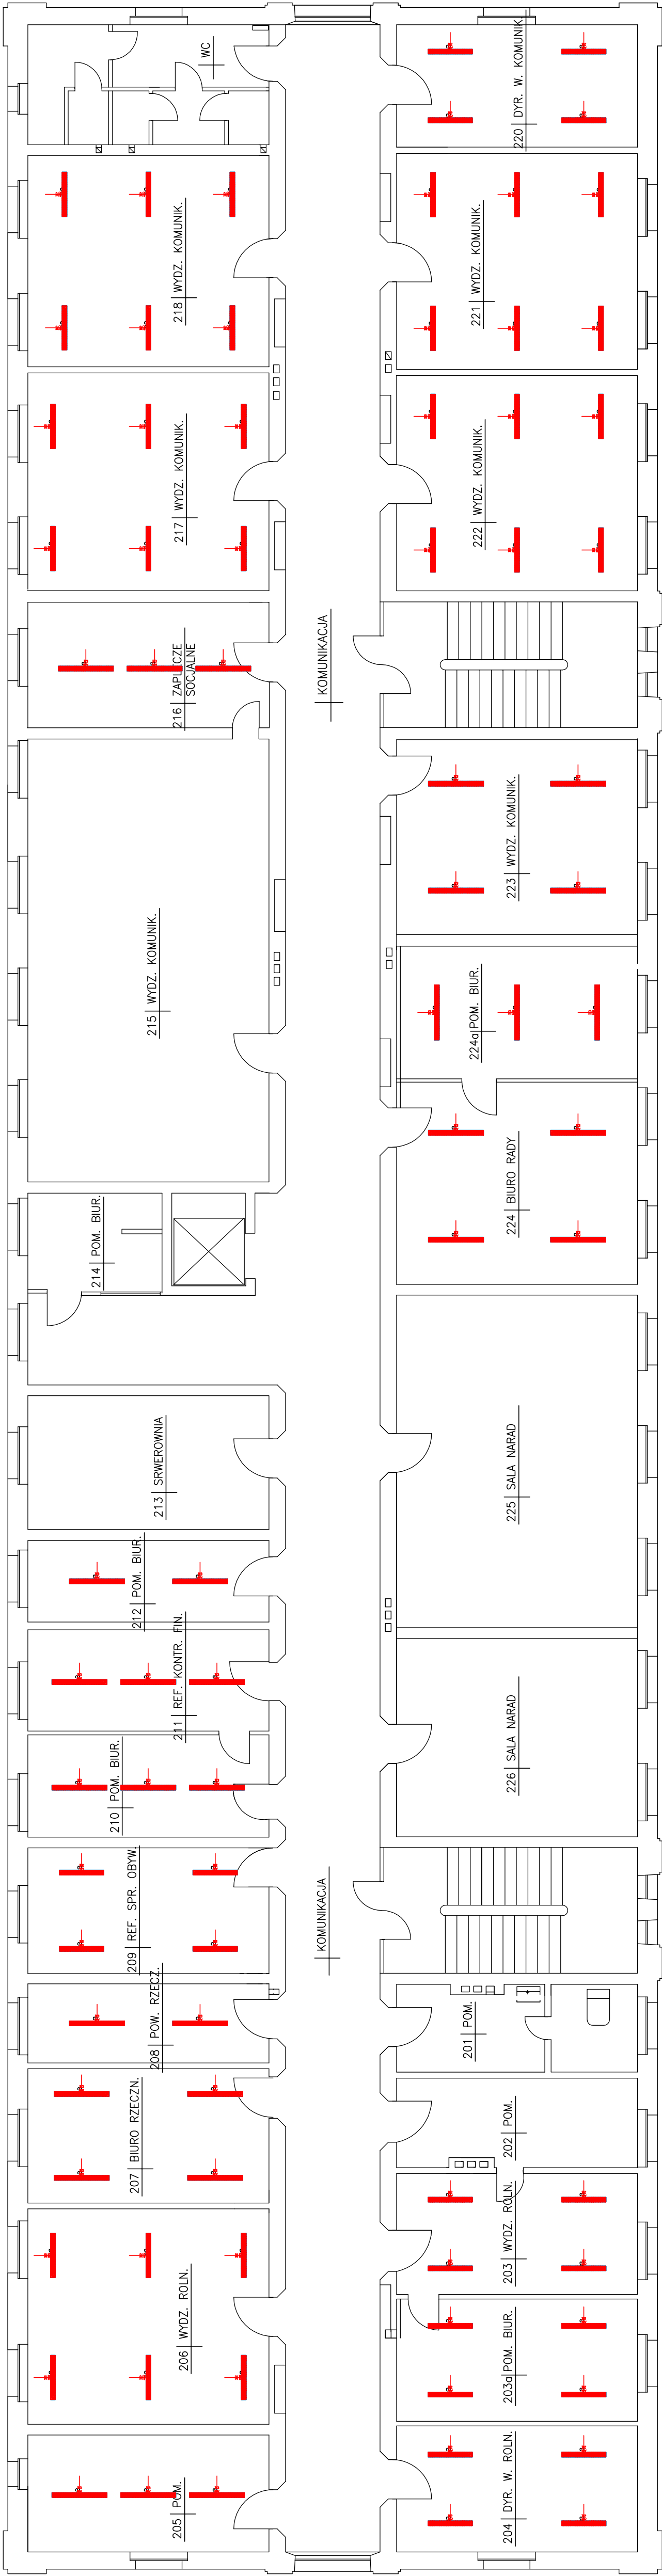 WC
220 DYR. W. KOMUNIK.
218 WYDZ. KOMUNIK.
221 WYDZ. KOMUNIK.
217 WYDZ. KOMUNIK.
222 WYDZ. KOMUNIK.
216 ZAPLECZE
SOCJALNE
KOMUNIKACJA
223 WYDZ. KOMUNIK.
215 WYDZ. KOMUNIK.
224a POM. BIUR.
224 BIURO RADY
214 POM. BIUR.
213 SRWEROWNIA
225 SALA NARAD
212 POM. BIUR.
211 REF. KONTR. FIN.
226 SALA NARAD
210 POM. BIUR.
209 REF. SPR. OBYW.
KOMUNIKACJA
208 POW. RZECZ.
201 POM.
207 BIURO RZECZN.
202 POM.
203 WYDZ. ROLN.
206 WYDZ. ROLN.
203a POM. BIUR.
205 POM.
204 DYR. W. ROLN.